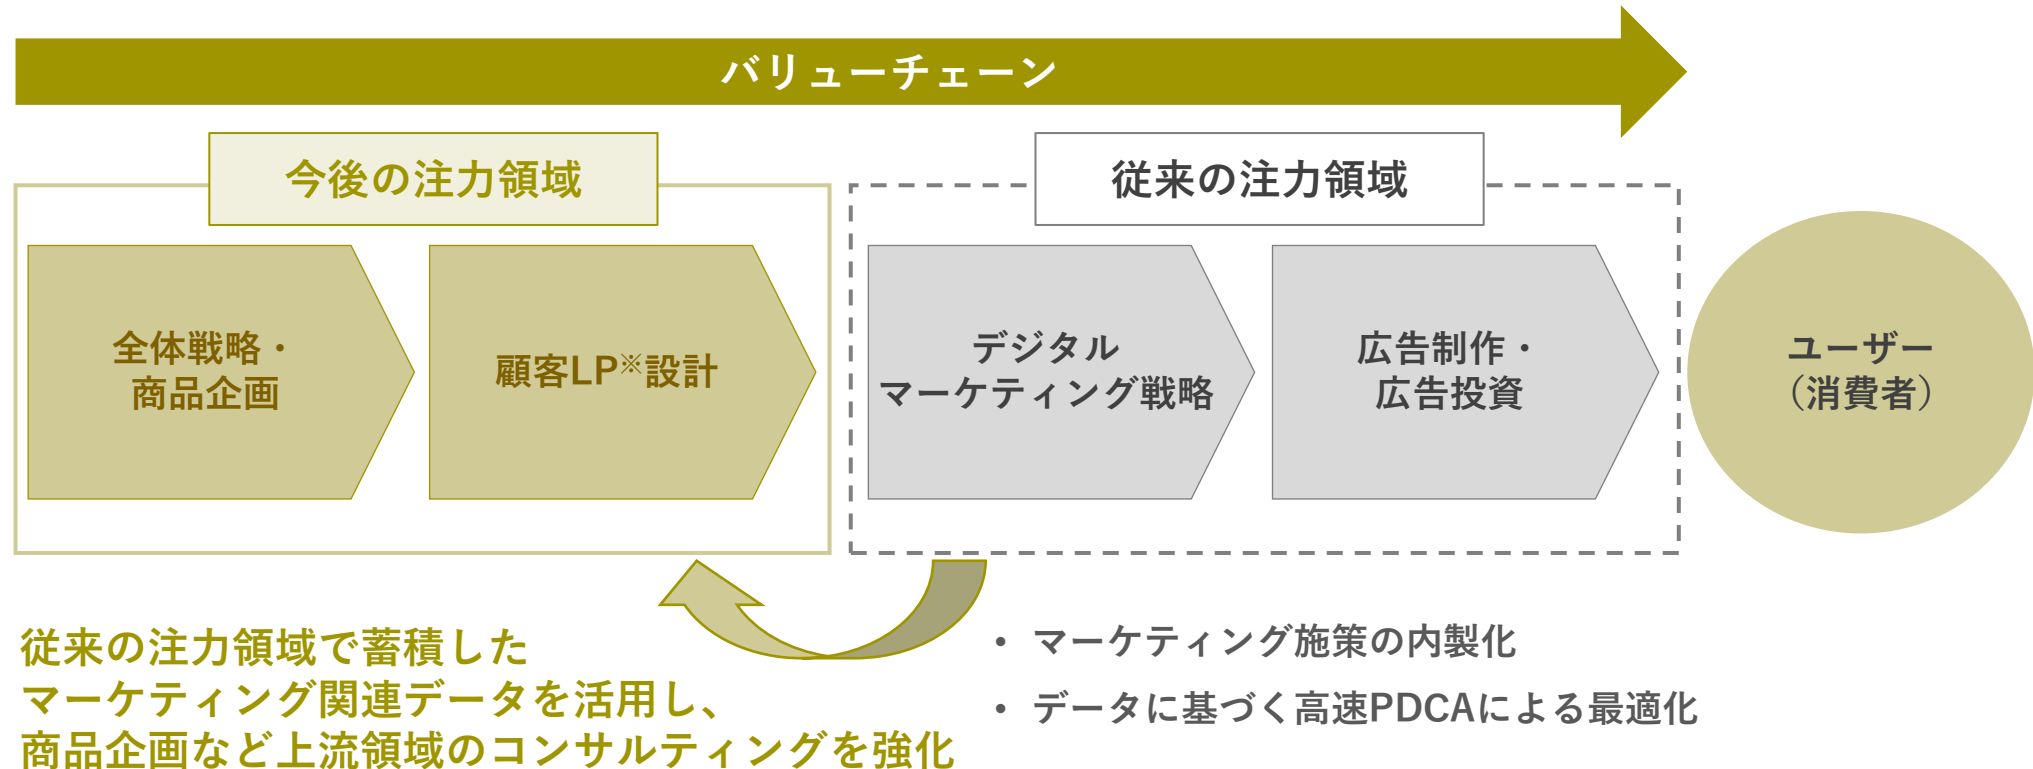 バリューチェーン
今後の注力領域
従来の注力領域
全体戦略・
商品企画
顧客LP※設計
デジタル
マーケティング戦略
広告制作・
広告投資
ユーザー
（消費者）
従来の注力領域で蓄積した
マーケティング関連データを活用し、
商品企画など上流領域のコンサルティングを強化
• マーケティング施策の内製化
• データに基づく高速PDCAによる最適化